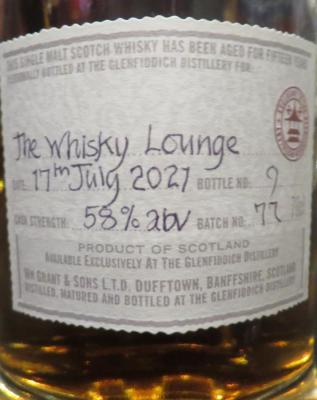 THIS SINGLE MALT SCOTCH WHISKY HAS BEEN AGED FOR FIFTEEN YEARS
BOTTLED AT THE GLENFIDDICH DISTILLERY FOR
The Whisky Lounge
DATE: 17th July 2021 BOTTLE NO: 9
CASK STRENGTH: 58% abv BATCH NO: 77 70cl
PRODUCT OF SCOTLAND
AVAILABLE EXCLUSIVELY AT THE GLENFIDDICH DISTILLERY
WM GRANT & SONS L.T.D. DUFFTOWN, BANFFSHIRE, SCOTLAND
DISTILLED, MATURED AND BOTTLED AT THE GLENFIDDICH DISTILLERY